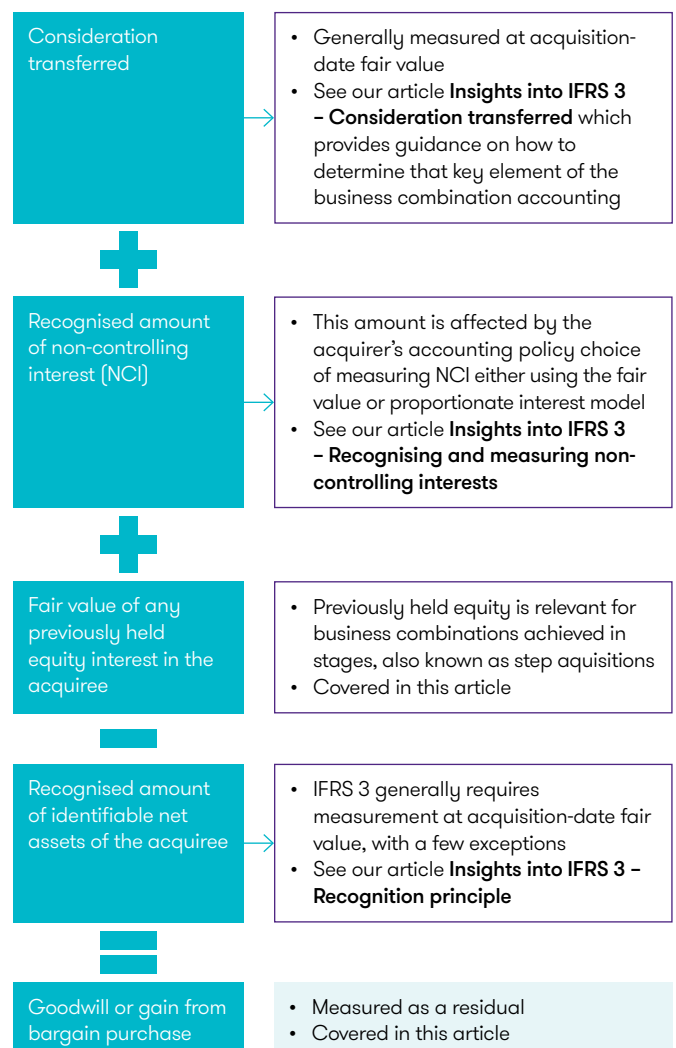 Consideration
transferred
• Generally measured at acquisition-
date fair value
• See our article Insights into IFRS 3
– Consideration transferred which
provides guidance on how to
determine that key element of the
business combination accounting
Recognised amount
of non-controlling
interest (NCI)
• This amount is affected by the
acquirer’s accounting policy choice
of measuring NCI either using the fair
value or proportionate interest model
• See our article Insights into IFRS 3
– Recognising and measuring non-
controlling interests
Fair value of any
previously held
equity interest in the
acquiree
• Previously held equity is relevant for
business combinations achieved in
stages, also known as step aquisitions
• Covered in this article
Recognised amount
of identifiable net
assets of the acquiree
• IFRS 3 generally requires
measurement at acquisition-date fair
value, with a few exceptions
• See our article Insights into IFRS 3 –
Recognition principle
Goodwill or gain from
bargain purchase
• Measured as a residual
• Covered in this article